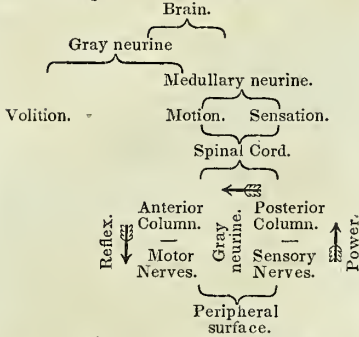 Brain.
Gray neurine
Medullary neurine.
Volition. Motion. Sensation.
Spinal Cord.
Reflex.
Anterior Column.
—
Motor Nerves.
Gray neurine.
Posterior Column.
—
Sensory Nerves.
Power.
Peripheral
surface.